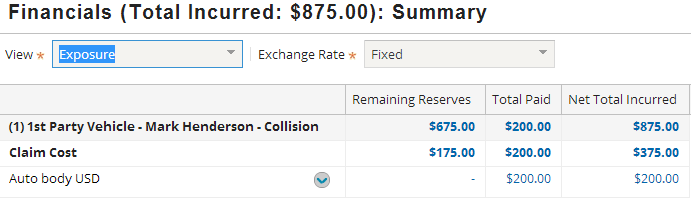 Financials (Total Incurred: $875.00): Summary
View * Exposure Exchange Rate * Fixed
Remaining Reserves Total Paid Net Total Incurred
(1) 1st Party Vehicle - Mark Henderson - Collision $675.00 $200.00 $875.00
Claim Cost $175.00 $200.00 $375.00
Auto body USD - $200.00 $200.00